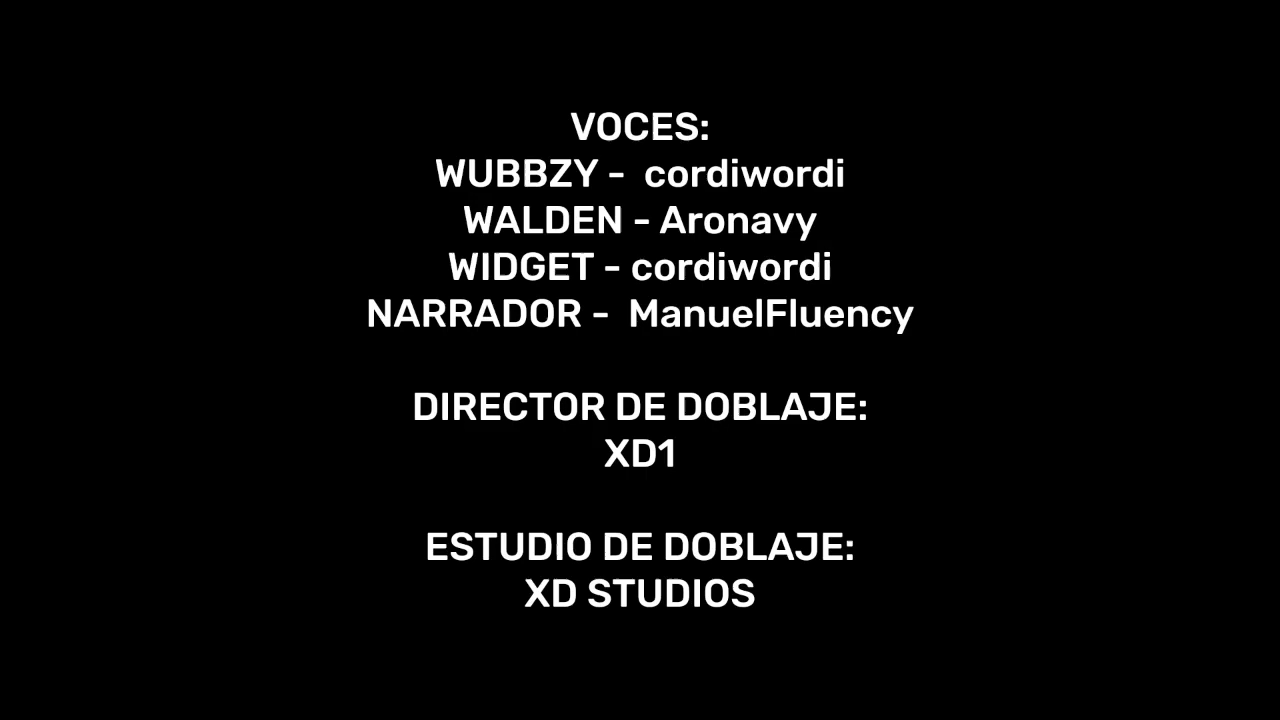 VOCES:
WUBBZY -  cordiwordi
WALDEN - Aronavy
WIDGET - cordiwordi
NARRADOR -  ManuelFluency
DIRECTOR DE DOBLAJE:
XD1
ESTUDIO DE DOBLAJE:
XD STUDIOS